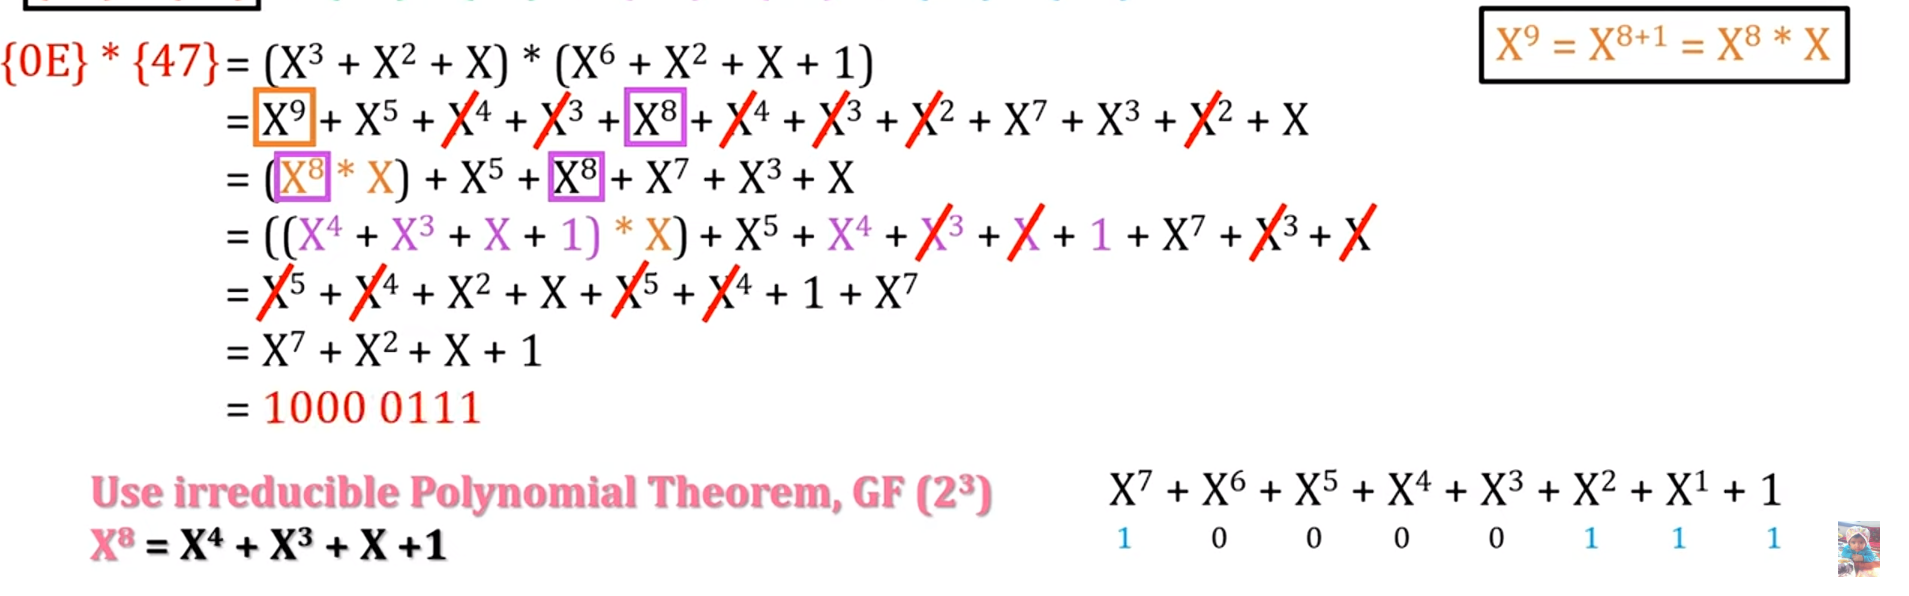 {0E} * {47} = (X³ + X² + X) * (X⁶ + X² + X + 1)
X⁹ = X⁸⁺¹ = X⁸ * X
= X⁹ + X⁵ + X⁴ + X³ + X⁸ + X⁴ + X³ + X² + X⁷ + X³ + X² + X
= (X⁸ * X) + X⁵ + X⁸ + X⁷ + X³ + X
= ((X⁴ + X³ + X + 1) * X) + X⁵ + X⁴ + X³ + X + 1 + X⁷ + X³ + X
= X⁵ + X⁴ + X² + X + X⁵ + X⁴ + 1 + X⁷
= X⁷ + X² + X + 1
= 1000 0111
Use irreducible Polynomial Theorem, GF (2³)
X⁸ = X⁴ + X³ + X +1
X⁷ + X⁶ + X⁵ + X⁴ + X³ + X² + X¹ + 1
1 0 0 0 0 1 1 1